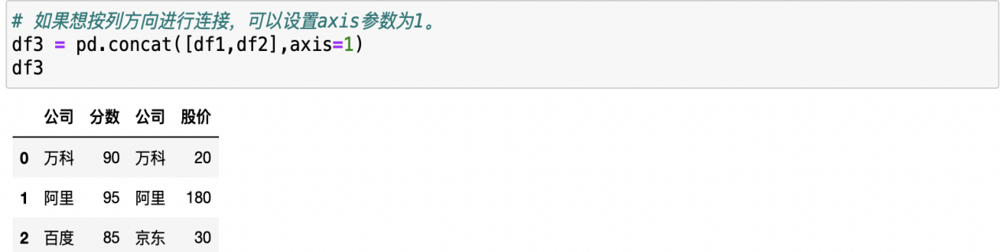 # 如果想按列方向进行连接，可以设置axis参数为1。
df3 = pd.concat([df1,df2],axis=1)
df3
公司 分数 公司 股价
0 万科 90 万科 20
1 阿里 95 阿里 180
2 百度 85 京东 30